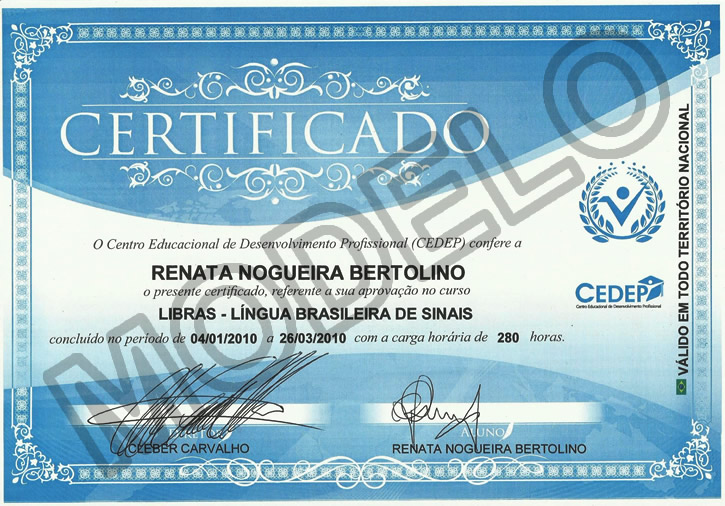 CERTIFICADO
MODELO
O Centro Educacional de Desenvolvimento Profissional (CEDEP) confere a
RENATA NOGUEIRA BERTOLINO
o presente certificado, referente a sua aprovação no curso
LIBRAS - LÍNGUA BRASILEIRA DE SINAIS
concluído no período de 04/01/2010 a 26/03/2010 com a carga horária de 280 horas.
CEDEP
Centro Educacional de Desenvolvimento Profissional
VÁLIDO EM TODO TERRITÓRIO NACIONAL
CLEBER CARVALHO
ALUNO
RENATA NOGUEIRA BERTOLINO